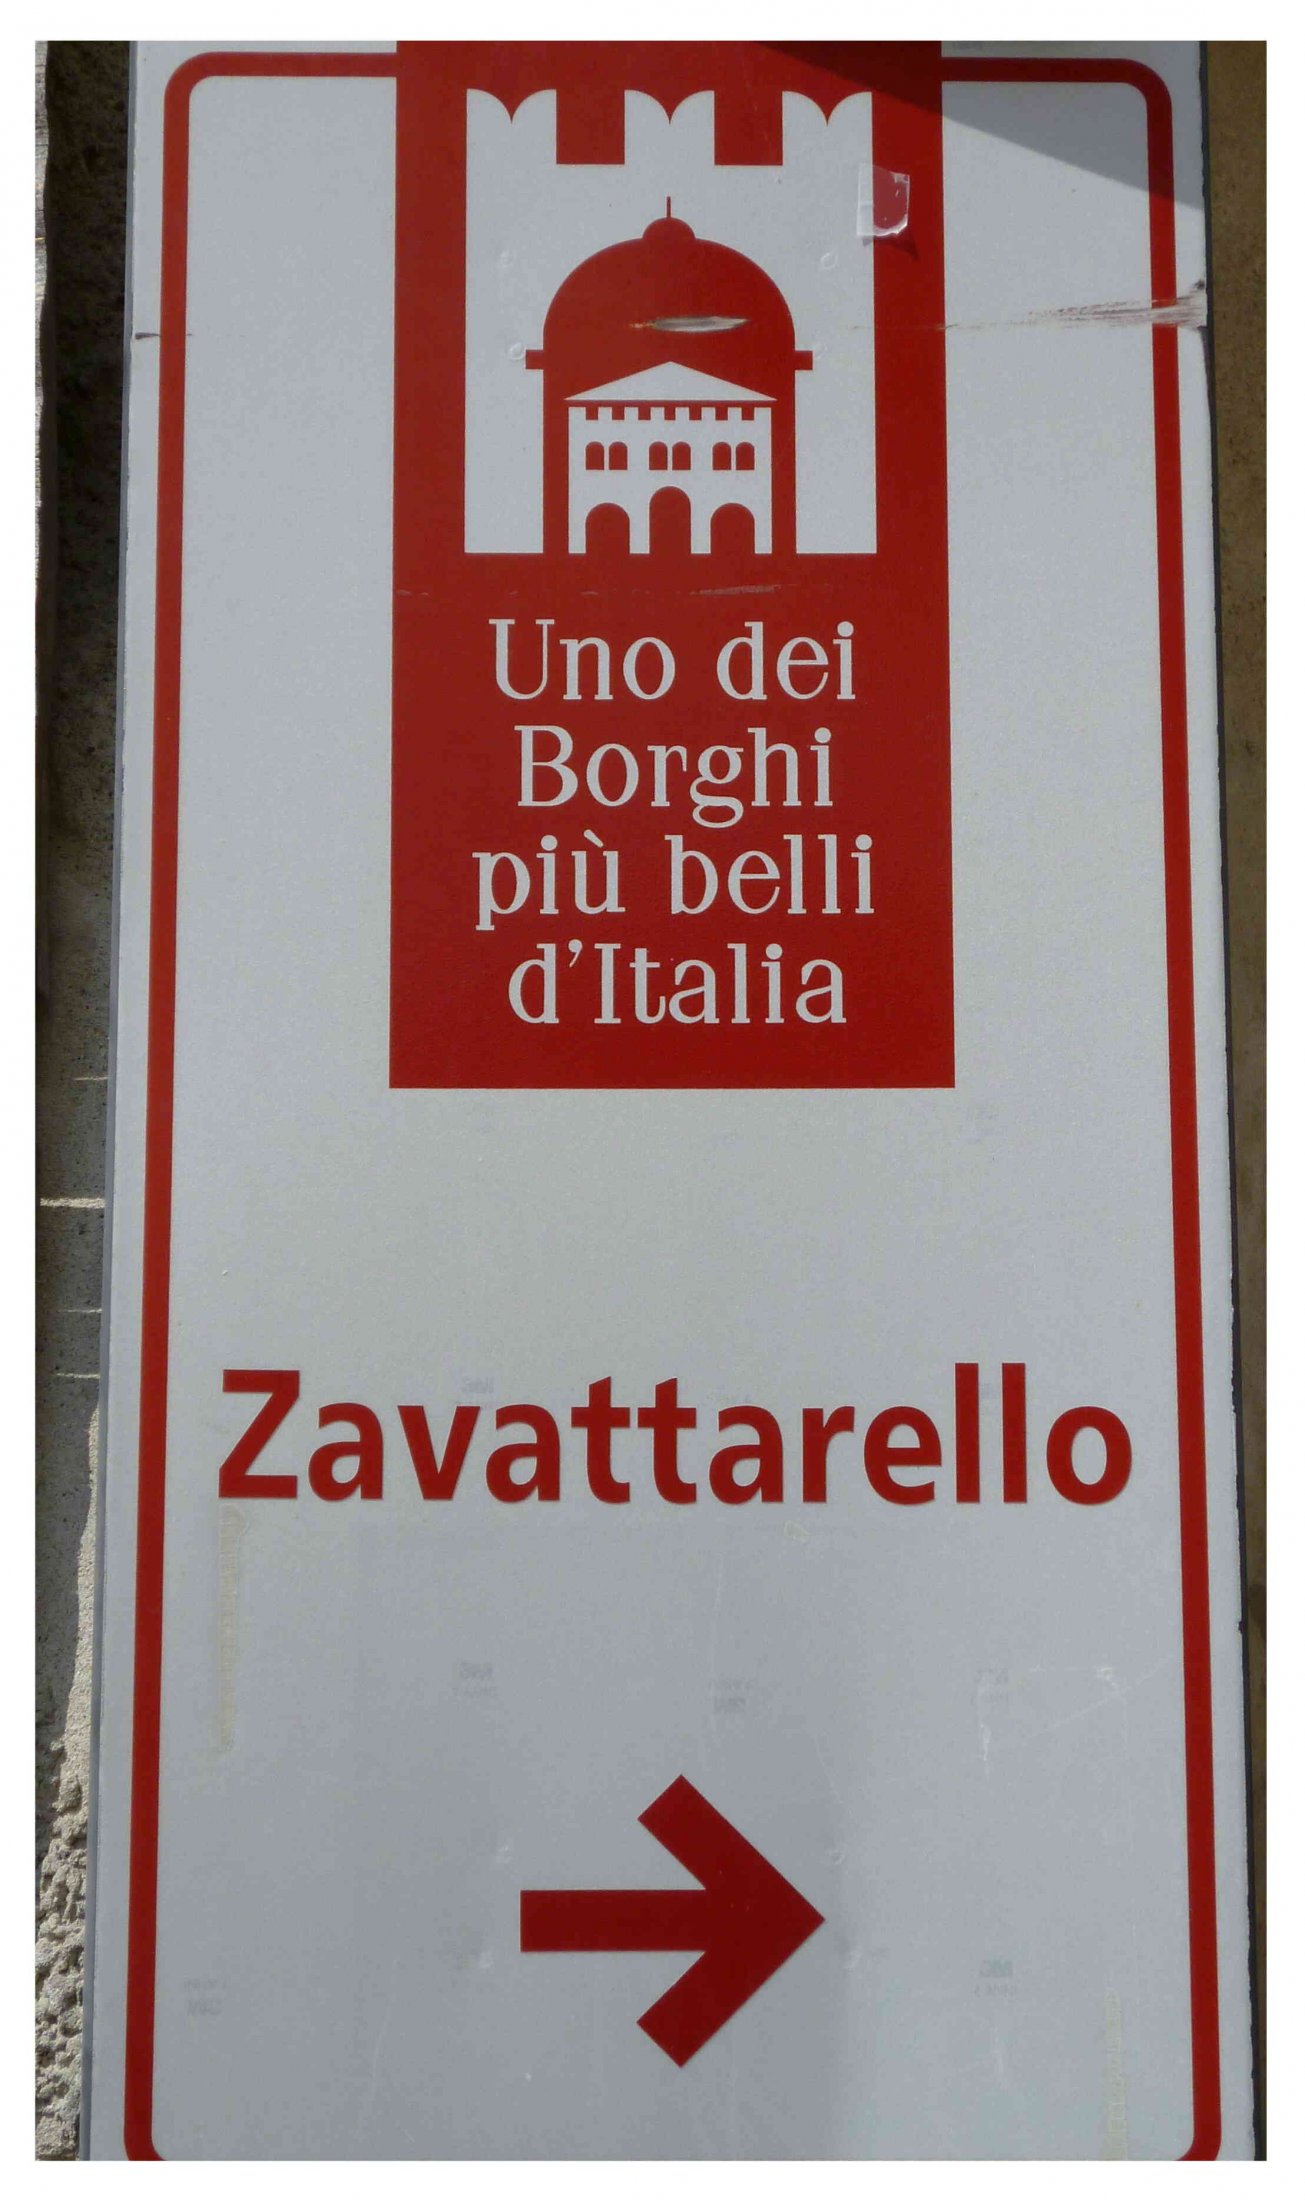 Uno dei
Borghi
più belli
d'Italia
Zavattarello